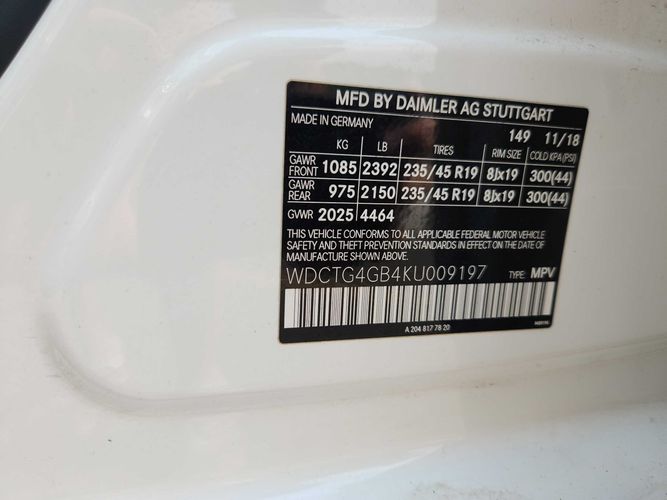 MFD BY DAIMLER AG STUTTGART
MADE IN GERMANY 149 11/18
KG LB TIRES RIM SIZE COLD KPA(PSI)
GAWR FRONT 1085 2392 235/45 R19 8Jx19 300(44)
GAWR REAR 975 2150 235/45 R19 8Jx19 300(44)
GVWR 2025 4464
THIS VEHICLE CONFORMS TO ALL APPLICABLE FEDERAL MOTOR VEHICLE
SAFETY AND THEFT PREVENTION STANDARDS IN EFFECT ON THE DATE OF
MANUFACTURE SHOWN ABOVE.
WDCTG4GB4KU009197 TYPE: MPV
A 204 817 78 20